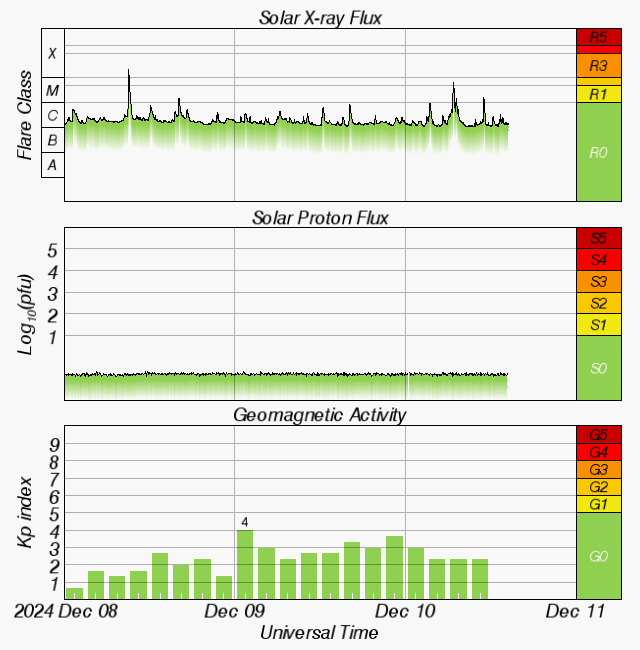 Solar X-ray Flux
Flare Class
X
M
C
B
A
R5
R3
R1
R0
Solar Proton Flux
Log10(pfu)
5
4
3
2
1
S5
S4
S3
S2
S1
S0
Geomagnetic Activity
Kp index
9
8
7
6
5
4
3
2
1
4
G5
G4
G3
G2
G1
G0
2024 Dec 08 Dec 09 Dec 10 Dec 11
Universal Time